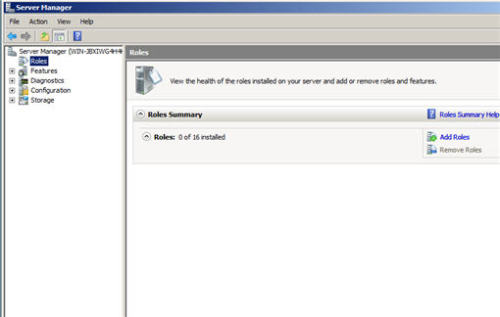 Server Manager
File Action View Help
Roles
Server Manager (WIN-JBXIWG4H4
Roles
Features
Diagnostics
Configuration
Storage
View the health of the roles installed on your server and add or remove roles and features.
Roles Summary
Roles Summary Help
Roles: 0 of 16 installed
Add Roles
Remove Roles